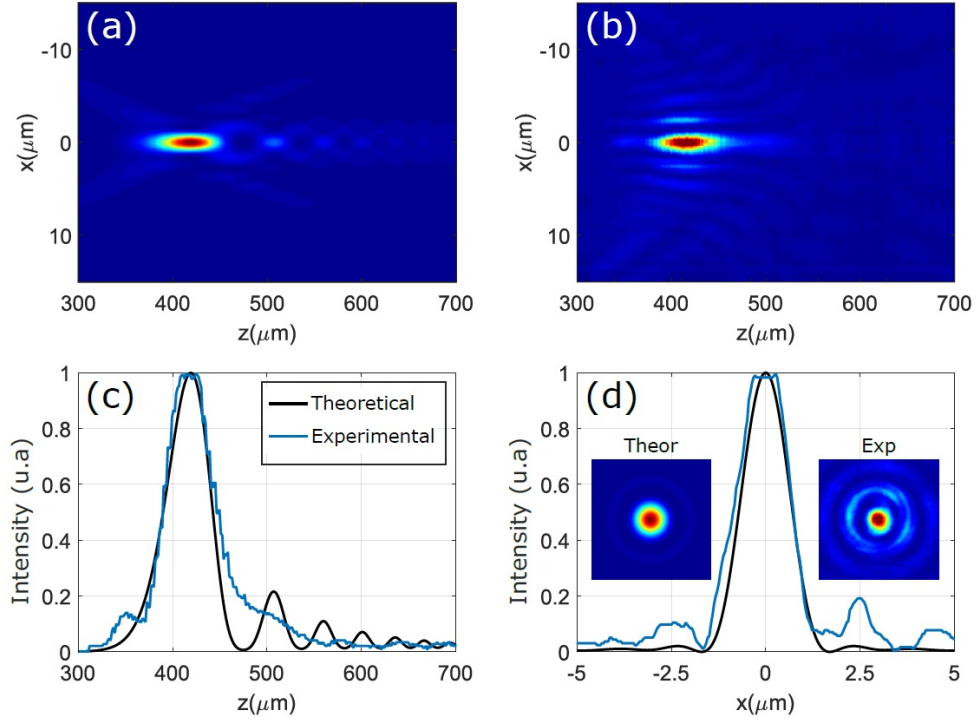 (a)
-10
0
10
x(μm)
300 400 500 600 700
z(μm)
(b)
-10
0
10
x(μm)
300 400 500 600 700
z(μm)
(c)
1
0.8
0.6
0.4
0.2
0
Intensity (u.a)
Theoretical
Experimental
300 400 500 600 700
z(μm)
(d)
1
0.8
0.6
0.4
0.2
0
Intensity (u.a)
Theor
Exp
-5 -2.5 0 2.5 5
x(μm)